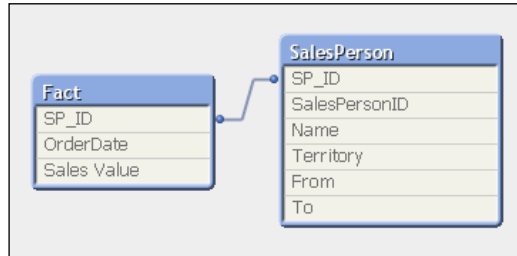 Fact
SP_ID
OrderDate
Sales Value
SalesPerson
SP_ID
SalesPersonID
Name
Territory
From
To